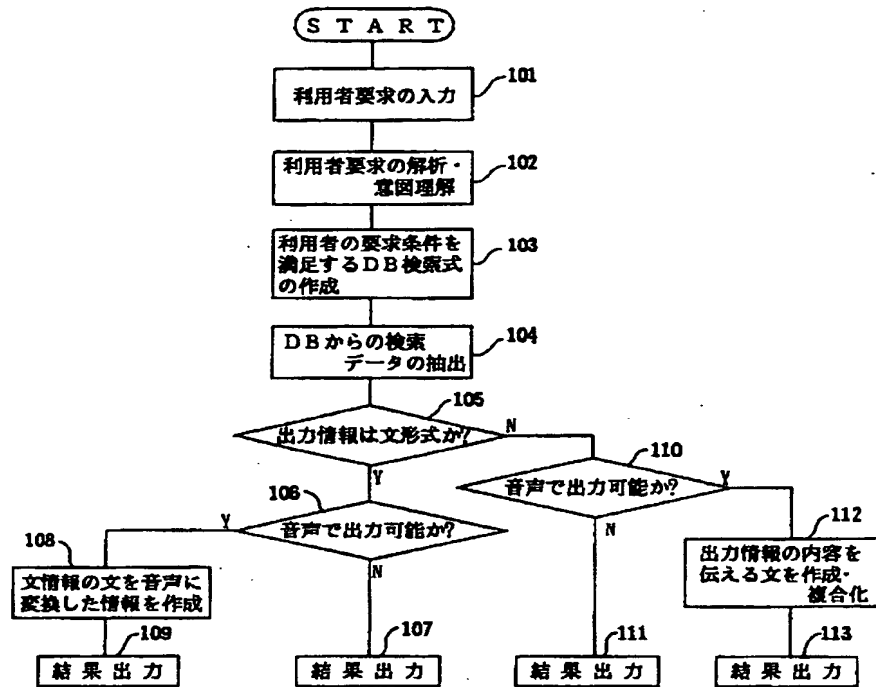 START
利用者要求の入力
101
利用者要求の解析・
意図理解
102
利用者の要求条件を
満足するDB検索式
の作成
103
DBからの検索
データの抽出
104
出力情報は文形式か?
105
N
Y
音声で出力可能か?
106
Y
N
音声で出力可能か?
110
Y
N
108
文情報の文を音声に
変換した情報を作成
112
出力情報の内容を
伝える文を作成・
複合化
109
結果出力
107
結果出力
111
結果出力
113
結果出力